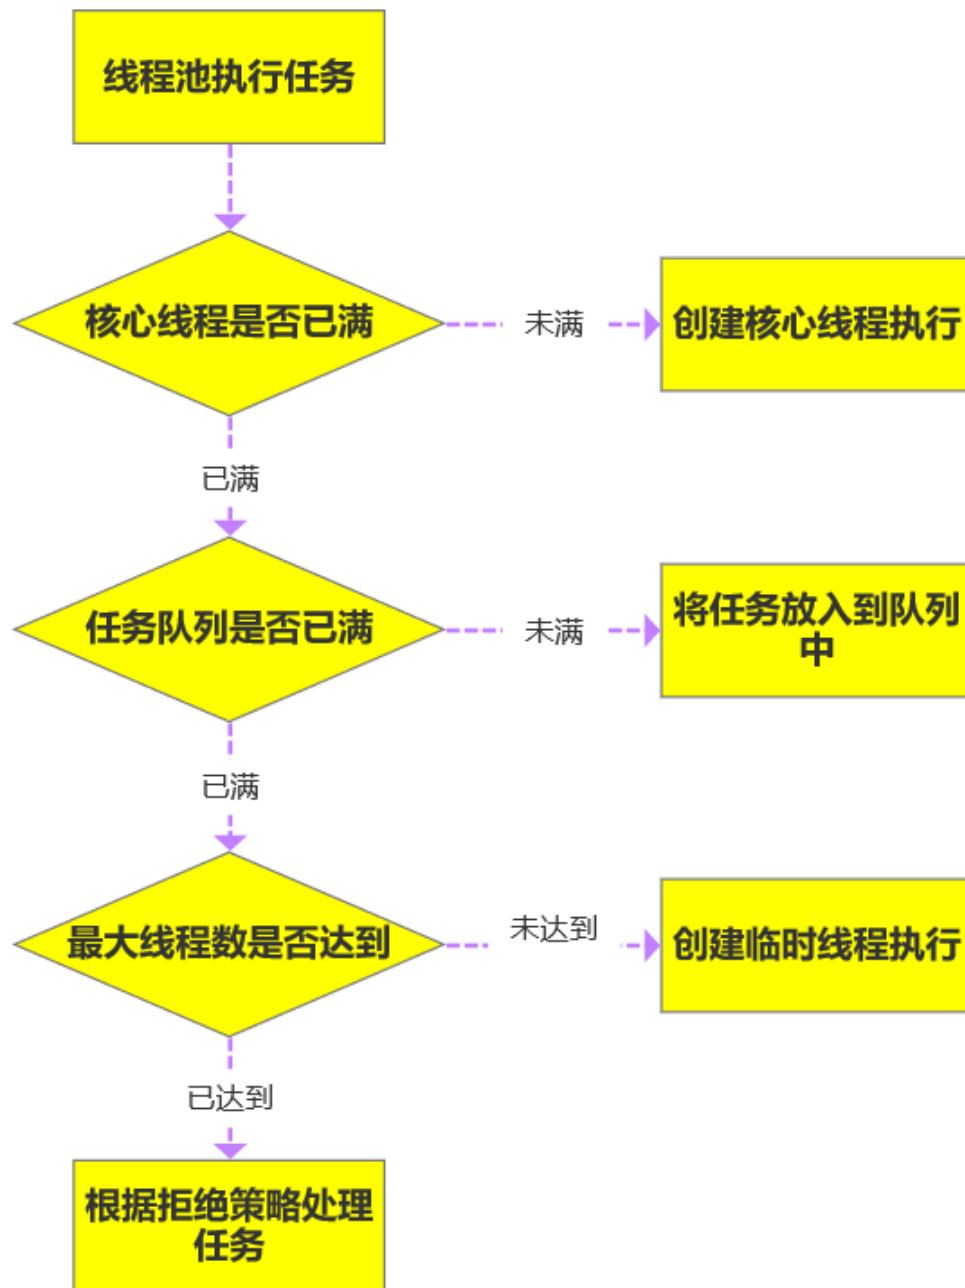 线程池执行任务
核心线程是否已满
未满
创建核心线程执行
已满
任务队列是否已满
未满
将任务放入到队列
中
已满
最大线程数是否达到
未达到
创建临时线程执行
已达到
根据拒绝策略处理
任务